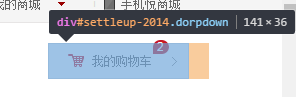 我的商城 手机悦商城
div#settleup-2014.dorpdown | 141 × 36
2
我的购物车 >